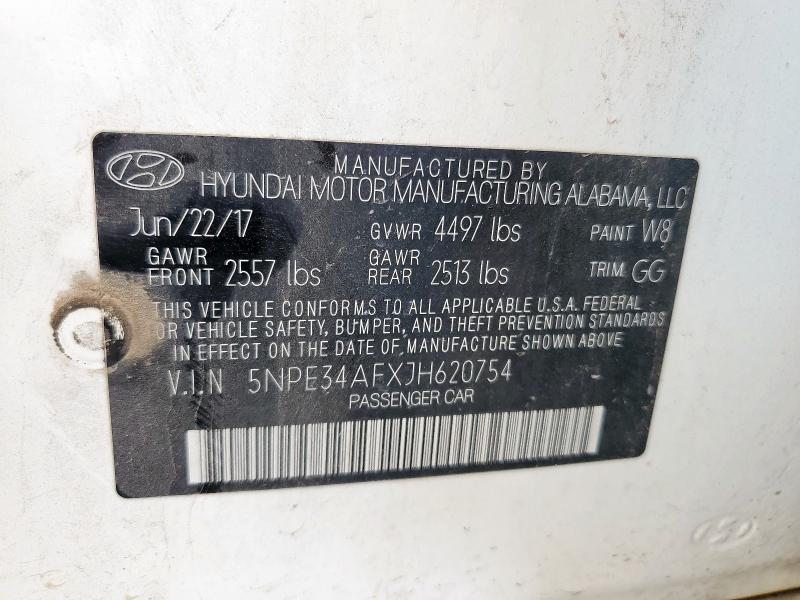 MANUFACTURED BY
HYUNDAI MOTOR MANUFACTURING ALABAMA, LLC
Jun/22/17 GVWR 4497 lbs PAINT W8
GAWR FRONT 2557 lbs GAWR REAR 2513 lbs TRIM GG
THIS VEHICLE CONFORMS TO ALL APPLICABLE U.S.A. FEDERAL
OR VEHICLE SAFETY, BUMPER, AND THEFT PREVENTION STANDARDS
IN EFFECT ON THE DATE OF MANUFACTURE SHOWN ABOVE.
V.I.N 5NPE34AFXJH620754
PASSENGER CAR